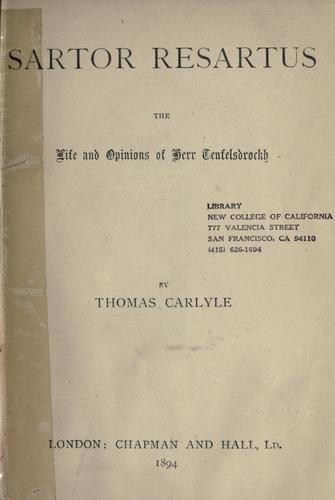 SARTOR RESARTUS
THE
Life and Opinions of Herr Teufelsdrockh
LIBRARY
NEW COLLEGE OF CALIFORNIA
777 VALENCIA STREET
SAN FRANCISCO, CA 94110
(415) 626-1694
BY
THOMAS CARLYLE
LONDON: CHAPMAN AND HALL, LD.
1894